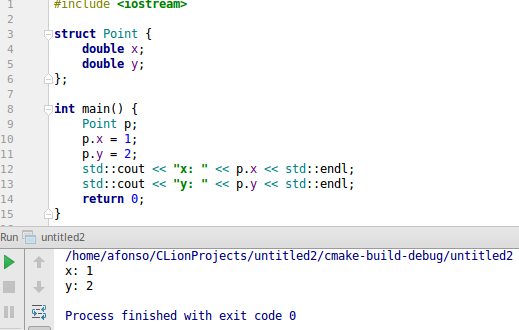 1 #include <iostream>
2
3 struct Point {
4     double x;
5     double y;
6 };
7
8 int main() {
9     Point p;
10     p.x = 1;
11     p.y = 2;
12     std::cout << "x: " << p.x << std::endl;
13     std::cout << "y: " << p.y << std::endl;
14     return 0;
15 }
Run untitled2
/home/afonso/CLionProjects/untitled2/cmake-build-debug/untitled2
x: 1
y: 2
Process finished with exit code 0